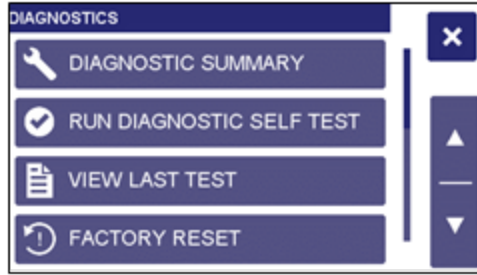 DIAGNOSTICS
DIAGNOSTIC SUMMARY
RUN DIAGNOSTIC SELF TEST
VIEW LAST TEST
FACTORY RESET